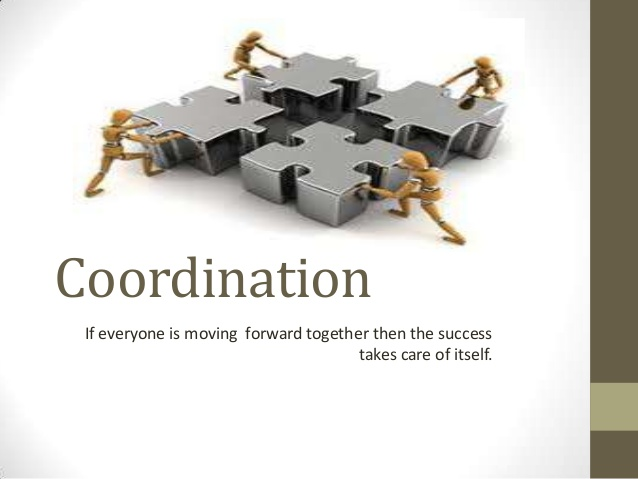 Coordination
If everyone is moving  forward together then the success
takes care of itself.